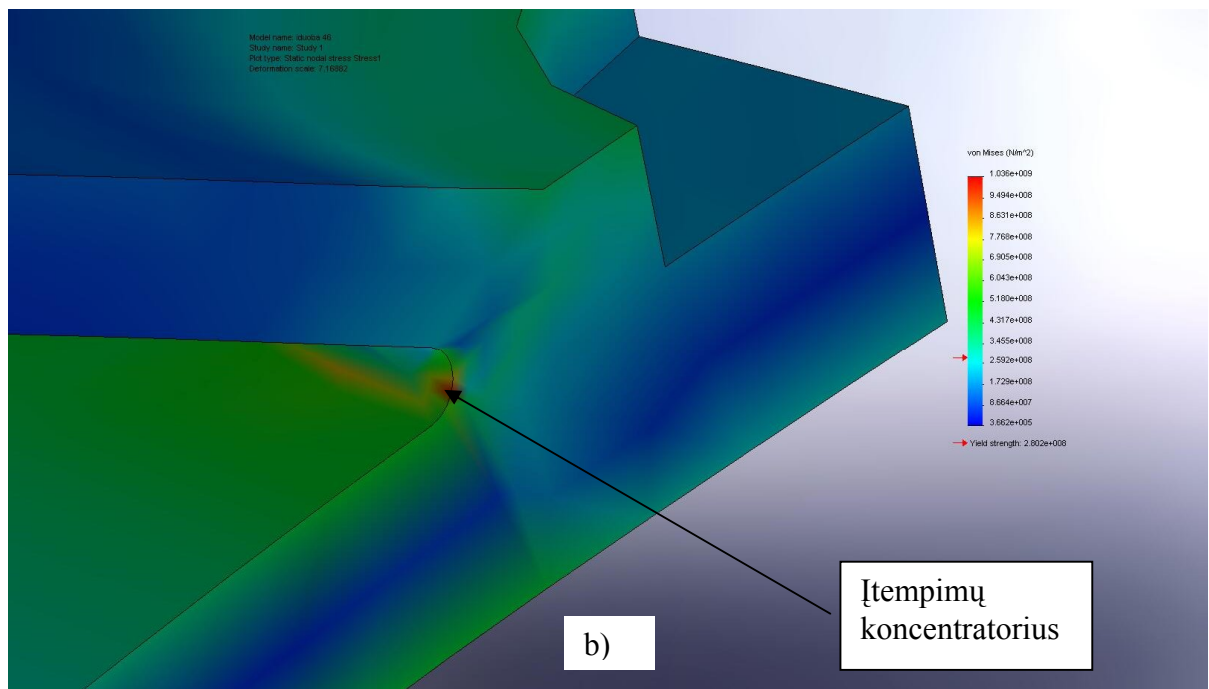 Model name: iduoba 46
Study name: Study 1
Plot type: Static nodal stress Stress1
Deformation scale: 7.16882
von Mises (N/m^2)
1.036e+009
9.494e+008
8.631e+008
7.768e+008
6.905e+008
6.043e+008
5.180e+008
4.317e+008
3.455e+008
2.592e+008
1.729e+008
8.664e+007
3.662e+005
Yield strength: 2.802e+008
Įtempimų
koncentratorius
b)